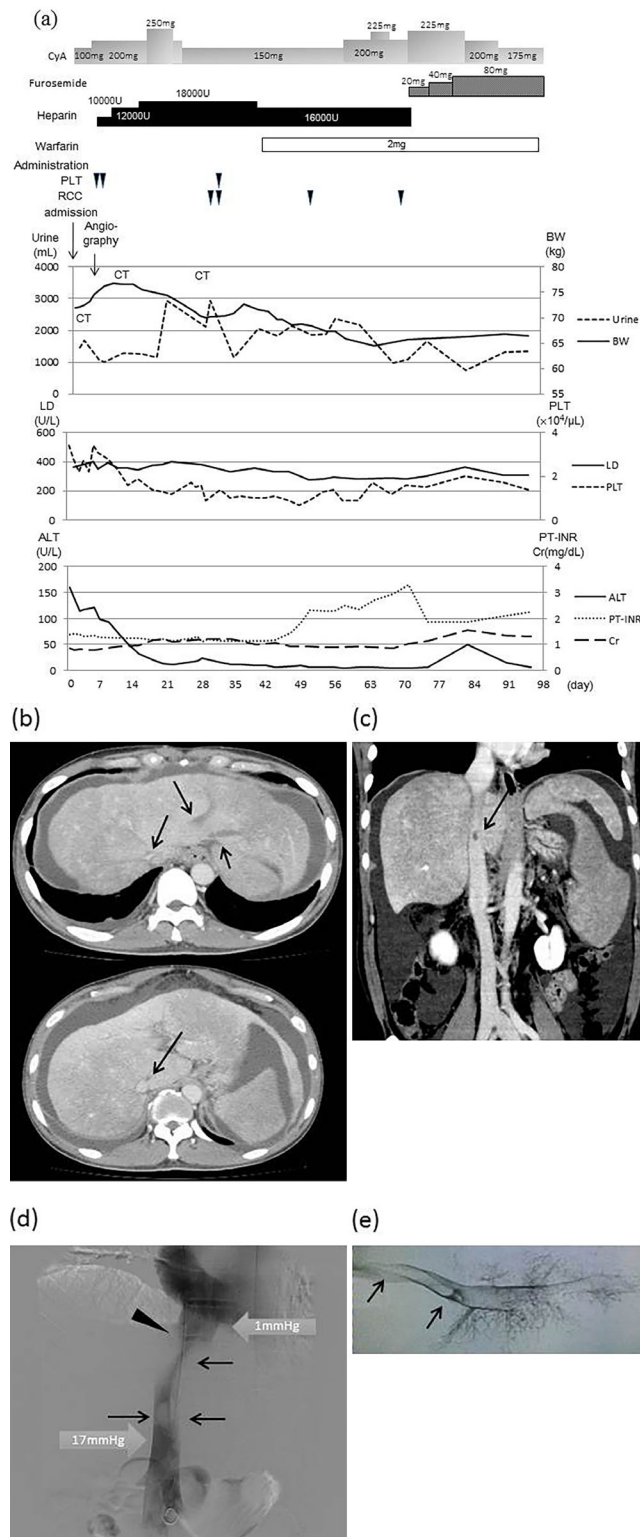 (a)
250mg
225mg
225mg
CyA 100mg 200mg 150mg 200mg 200mg 175mg
Furosemide 20mg 40mg 80mg
10000U 18000U
Heparin 12000U 16000U
Warfarin 2mg
Administration
PLT
RCC
admission
Angio-
graphy
Urine
(mL)
BW
(kg)
4000 CT CT 80
3000 75
CT 70
2000 65
1000 60
0 55
Urine
BW
LD
(U/L)
PLT
(×10⁴/μL)
600 4
400 3
200 2
1
0 0
LD
PLT
ALT
(U/L)
PT-INR
Cr(mg/dL)
200 4
150 3
100 2
50 1
0 0
ALT
PT-INR
Cr
0 7 14 21 28 35 42 49 56 63 70 77 84 91 98 (day)
(b)
(c)
(d)
(e)
1mmHg
17mmHg